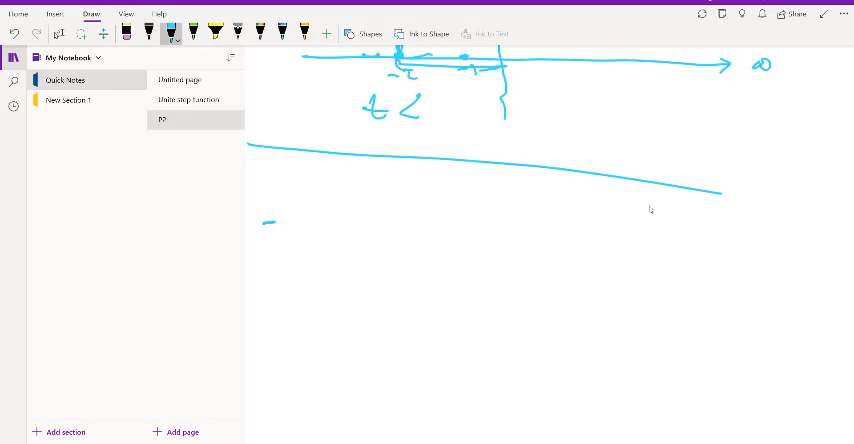 Home Insert Draw View Help
Share
Shapes Ink to Shape Ink to Text
My Notebook
Quick Notes
New Section 1
Untitled page
Unite step function
P2
∞
-2
t <
-
Add section Add page